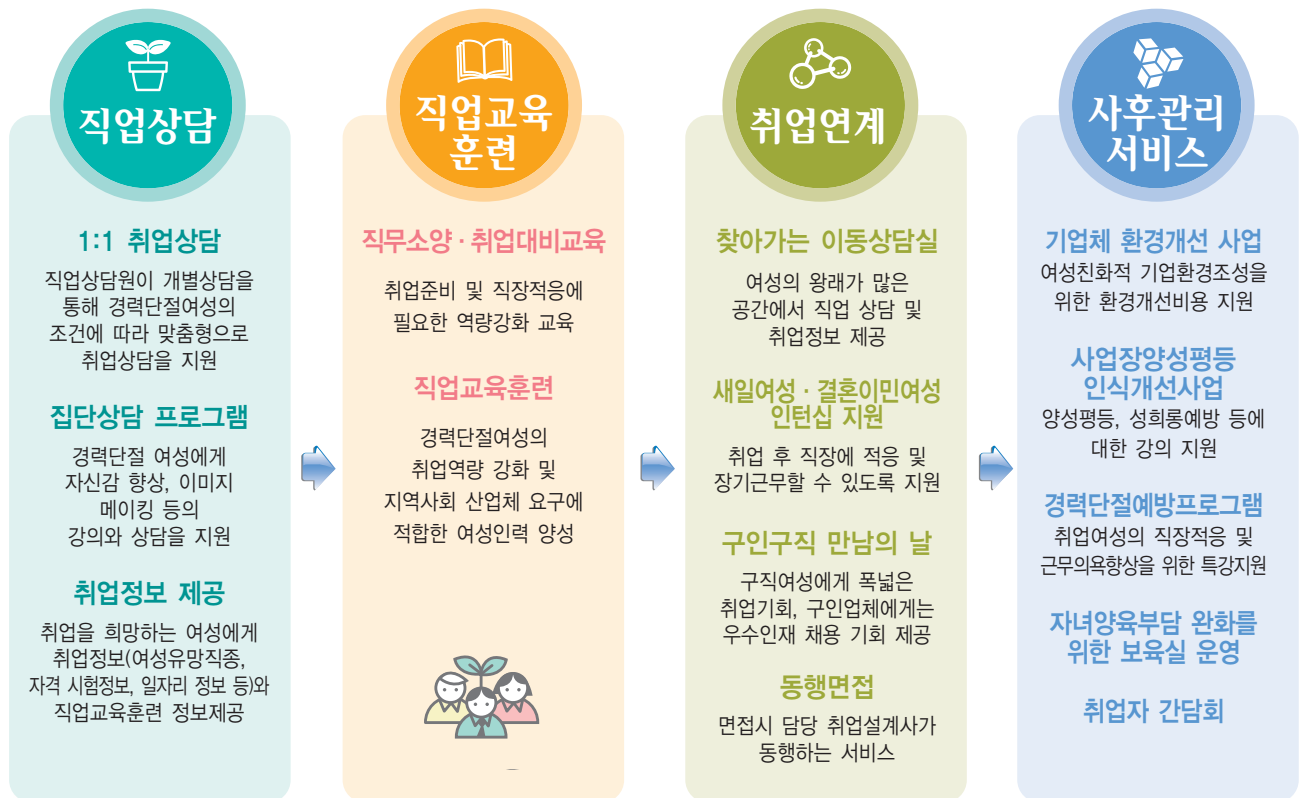 직업상담
1:1 취업상담
직업상담원이 개별상담을
통해 경력단절여성의
조건에 따라 맞춤형으로
취업상담을 지원
집단상담 프로그램
경력단절 여성에게
자신감 향상, 이미지
메이킹 등의
강의와 상담을 지원
취업정보 제공
취업을 희망하는 여성에게
취업정보(여성유망직종,
자격 시험정보, 일자리 정보 등)와
직업교육훈련 정보제공
직업교육
훈련
직무소양 · 취업대비교육
취업준비 및 직장적응에
필요한 역량강화 교육
직업교육훈련
경력단절여성의
취업역량 강화 및
지역사회 산업체 요구에
적합한 여성인력 양성
취업연계
찾아가는 이동상담실
여성의 왕래가 많은
공간에서 직업 상담 및
취업정보 제공
새일여성 · 결혼이민여성
인턴십 지원
취업 후 직장에 적응 및
장기근무할 수 있도록 지원
구인구직 만남의 날
구직여성에게 폭넓은
취업기회, 구인업체에게는
우수인재 채용 기회 제공
동행면접
면접시 담당 취업설계사가
동행하는 서비스
사후관리
서비스
기업체 환경개선 사업
여성친화적 기업환경조성을
위한 환경개선비용 지원
사업장양성평등
인식개선사업
양성평등, 성희롱예방 등에
대한 강의 지원
경력단절예방프로그램
취업여성의 직장적응 및
근무의욕향상을 위한 특강지원
자녀양육부담 완화를
위한 보육실 운영
취업자 간담회